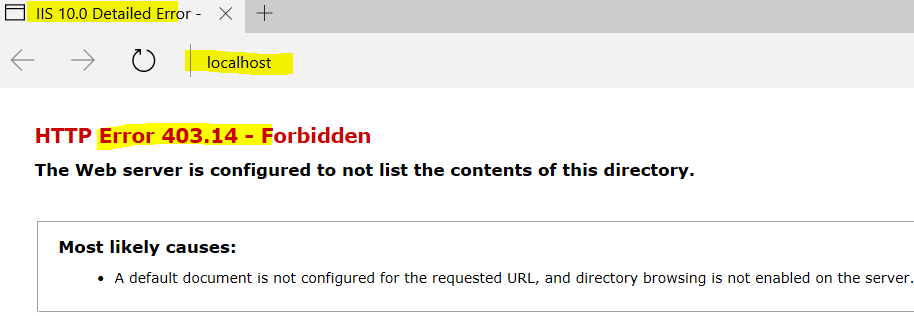 IIS 10.0 Detailed Error -
localhost
HTTP Error 403.14 - Forbidden
The Web server is configured to not list the contents of this directory.
Most likely causes:
• A default document is not configured for the requested URL, and directory browsing is not enabled on the server.